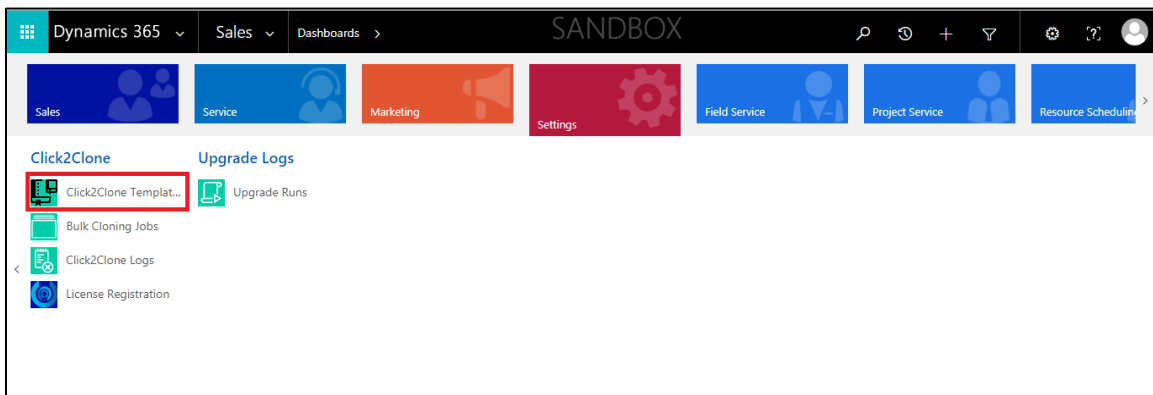 Dynamics 365 Sales Dashboards SANDBOX
Sales Service Marketing Settings Field Service Project Service Resource Scheduling
Click2Clone Upgrade Logs
Click2Clone Templat... Upgrade Runs
Bulk Cloning Jobs
Click2Clone Logs
License Registration